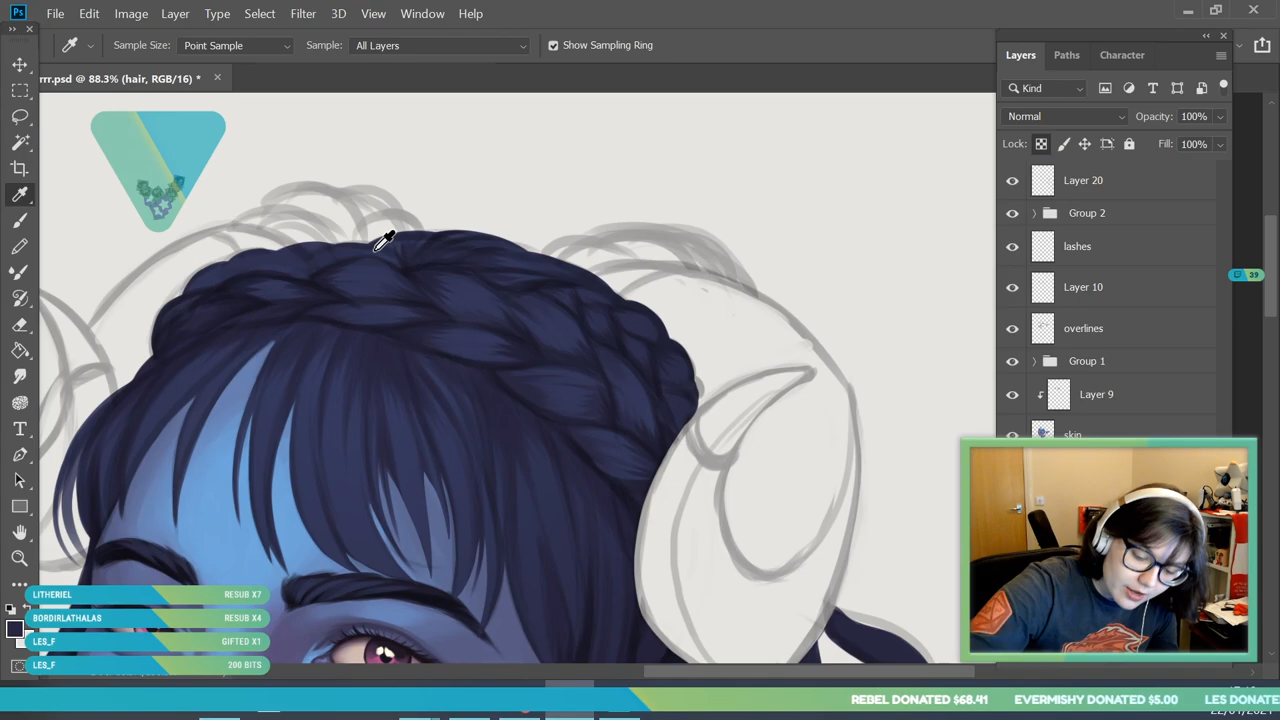 Ps File Edit Image Layer Type Select Filter 3D View Window Help
Sample Size: Point Sample Sample: All Layers Show Sampling Ring
rrr.psd @ 88.3% (hair, RGB/16) *
Layers Paths Character
Kind
Normal Opacity: 100%
Lock: Fill: 100%
Layer 20
Group 2
lashes
39
Layer 10
overlines
Group 1
Layer 9
skin
LITHERIEL RESUB X7
BORDIRLATHALAS RESUB X4
LES_F GIFTED X1
LES_F 200 BITS
REBEL DONATED $68.41 EVERMISHY DONATED $5.00 LES DONATE